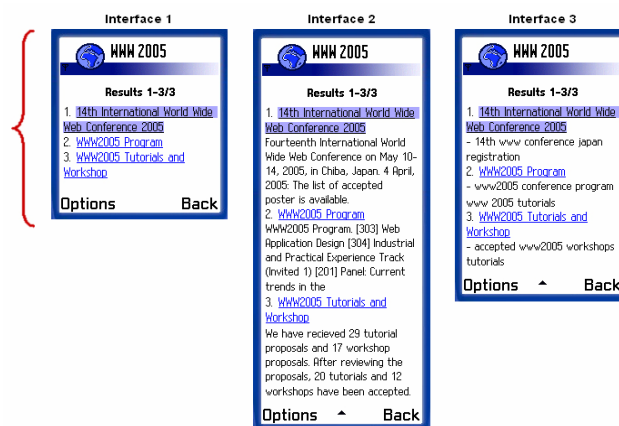 Interface 1
WWW 2005
Results 1-3/3
1. 14th International World Wide
Web Conference 2005
2. WWW2005 Program
3. WWW2005 Tutorials and
Workshop
Options Back
Interface 2
WWW 2005
Results 1-3/3
1. 14th International World Wide
Web Conference 2005
Fourteenth International World
Wide Web Conference on May 10-
14, 2005, in Chiba, Japan. 4 April,
2005: The list of accepted
poster is available.
2. WWW2005 Program
WWW2005 Program. [303] Web
Application Design [304] Industrial
and Practical Experience Track
(Invited 1) [201] Panel: Current
trends in the
3. WWW2005 Tutorials and
Workshop
We have recieved 29 tutorial
proposals and 17 workshop
proposals. After reviewing the
proposals, 20 tutorials and 12
workshops have been accepted.
Options Back
Interface 3
WWW 2005
Results 1-3/3
1. 14th International World Wide
Web Conference 2005
- 14th www conference japan
registration
2. WWW2005 Program
- www2005 conference program
www 2005 tutorials
3. WWW2005 Tutorials and
Workshop
- accepted www2005 workshops
tutorials
Options Back